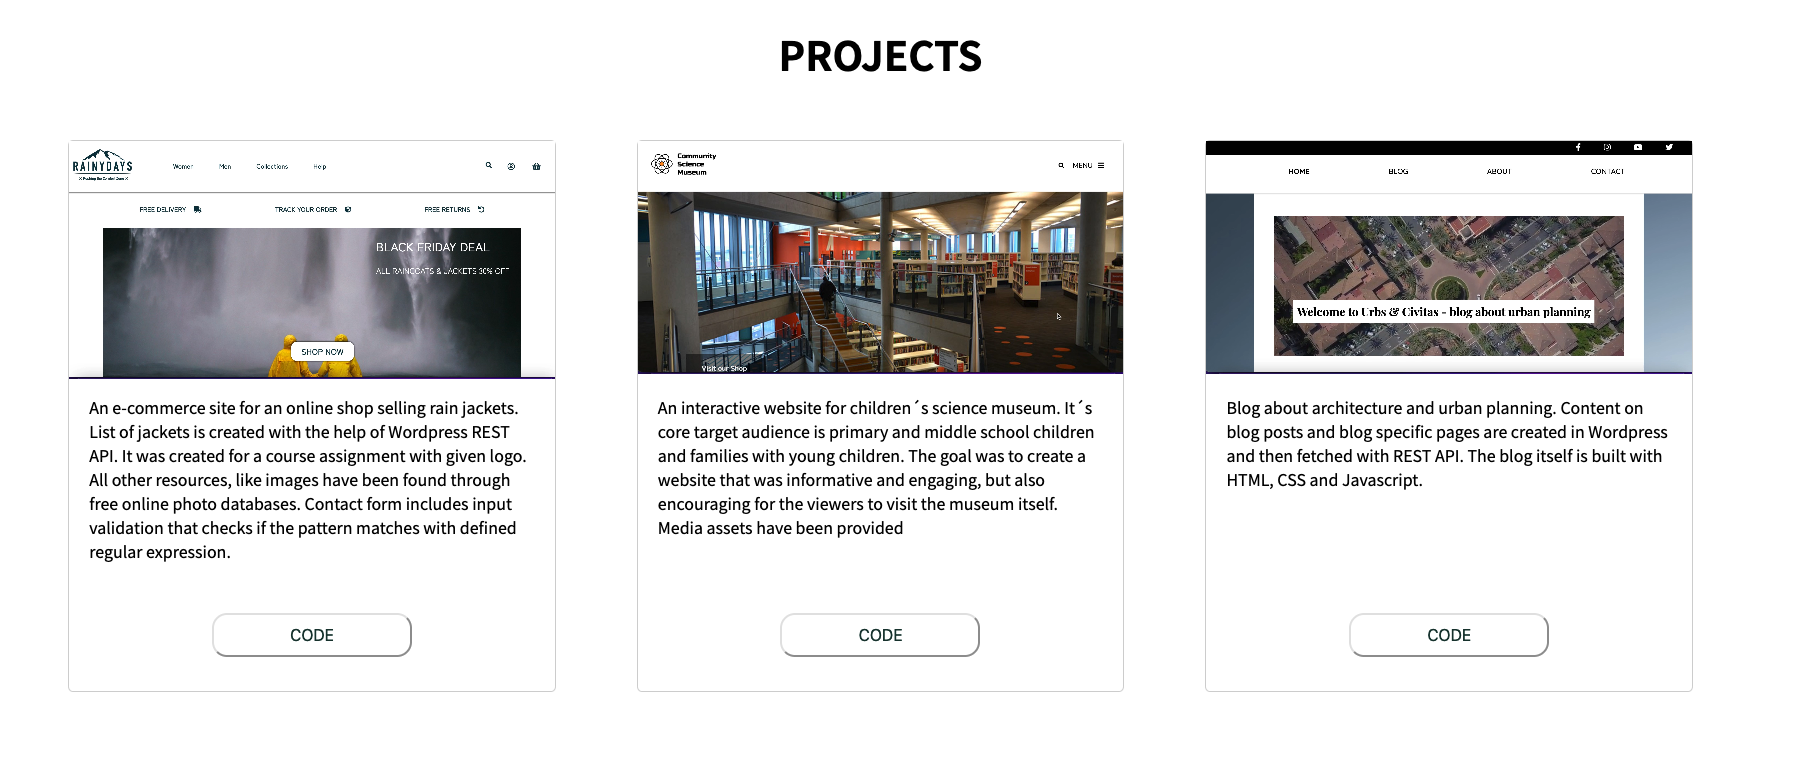 PROJECTS
RAINYDAYS
Women Men Collections Help
FREE DELIVERY TRACK YOUR ORDER FREE RETURNS
BLACK FRIDAY DEAL
ALL RAINCOATS & JACKETS 30% OFF
SHOP NOW
An e-commerce site for an online shop selling rain jackets.
List of jackets is created with the help of Wordpress REST
API. It was created for a course assignment with given logo.
All other resources, like images have been found through
free online photo databases. Contact form includes input
validation that checks if the pattern matches with defined
regular expression.
CODE
Community
Science
Museum
MENU
Visit our Shop
An interactive website for children´s science museum. It´s
core target audience is primary and middle school children
and families with young children. The goal was to create a
website that was informative and engaging, but also
encouraging for the viewers to visit the museum itself.
Media assets have been provided
CODE
HOME BLOG ABOUT CONTACT
Welcome to Urbs & Civitas - blog about urban planning
Blog about architecture and urban planning. Content on
blog posts and blog specific pages are created in Wordpress
and then fetched with REST API. The blog itself is built with
HTML, CSS and Javascript.
CODE